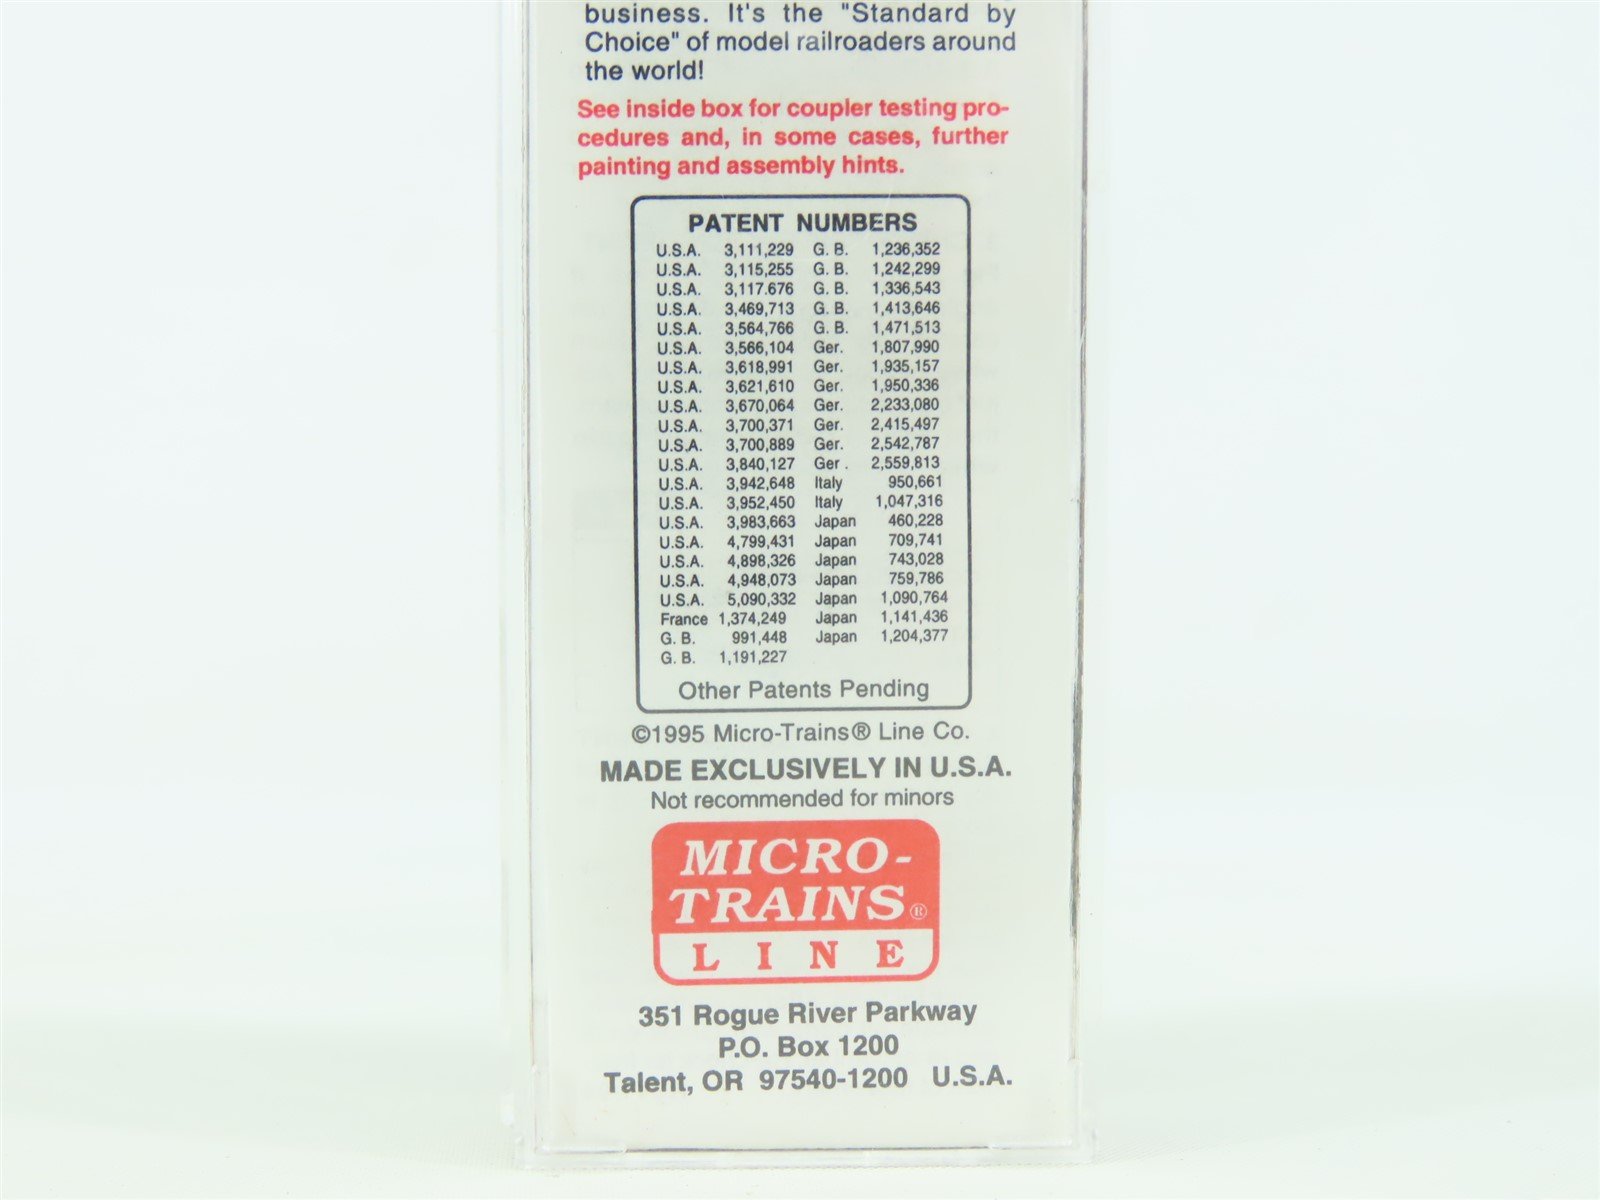 business. It's the "Standard by
Choice" of model railroaders around
the world!
See inside box for coupler testing pro-
cedures and, in some cases, further
painting and assembly hints.
PATENT NUMBERS
U.S.A. 3,111,229 G. B. 1,236,352
U.S.A. 3,115,255 G. B. 1,242,299
U.S.A. 3,117.676 G. B. 1,336,543
U.S.A. 3,469,713 G. B. 1,413,646
U.S.A. 3,564,766 G. B. 1,471,513
U.S.A. 3,566,104 Ger. 1,807,990
U.S.A. 3,618,991 Ger. 1,935,157
U.S.A. 3,621,610 Ger. 1,950,336
U.S.A. 3,670,064 Ger. 2,233,080
U.S.A. 3,700,371 Ger. 2,415,497
U.S.A. 3,700,889 Ger. 2,542,787
U.S.A. 3,840,127 Ger . 2,559,813
U.S.A. 3,942,648 Italy 950,661
U.S.A. 3,952,450 Italy 1,047,316
U.S.A. 3,983,663 Japan 460,228
U.S.A. 4,799,431 Japan 709,741
U.S.A. 4,898,326 Japan 743,028
U.S.A. 4,948,073 Japan 759,786
U.S.A. 5,090,332 Japan 1,090,764
France 1,374,249 Japan 1,141,436
G. B. 991,448 Japan 1,204,377
G. B. 1,191,227
Other Patents Pending
©1995 Micro-Trains® Line Co.
MADE EXCLUSIVELY IN U.S.A.
Not recommended for minors
MICRO-
TRAINS®
LINE
351 Rogue River Parkway
P.O. Box 1200
Talent, OR 97540-1200 U.S.A.